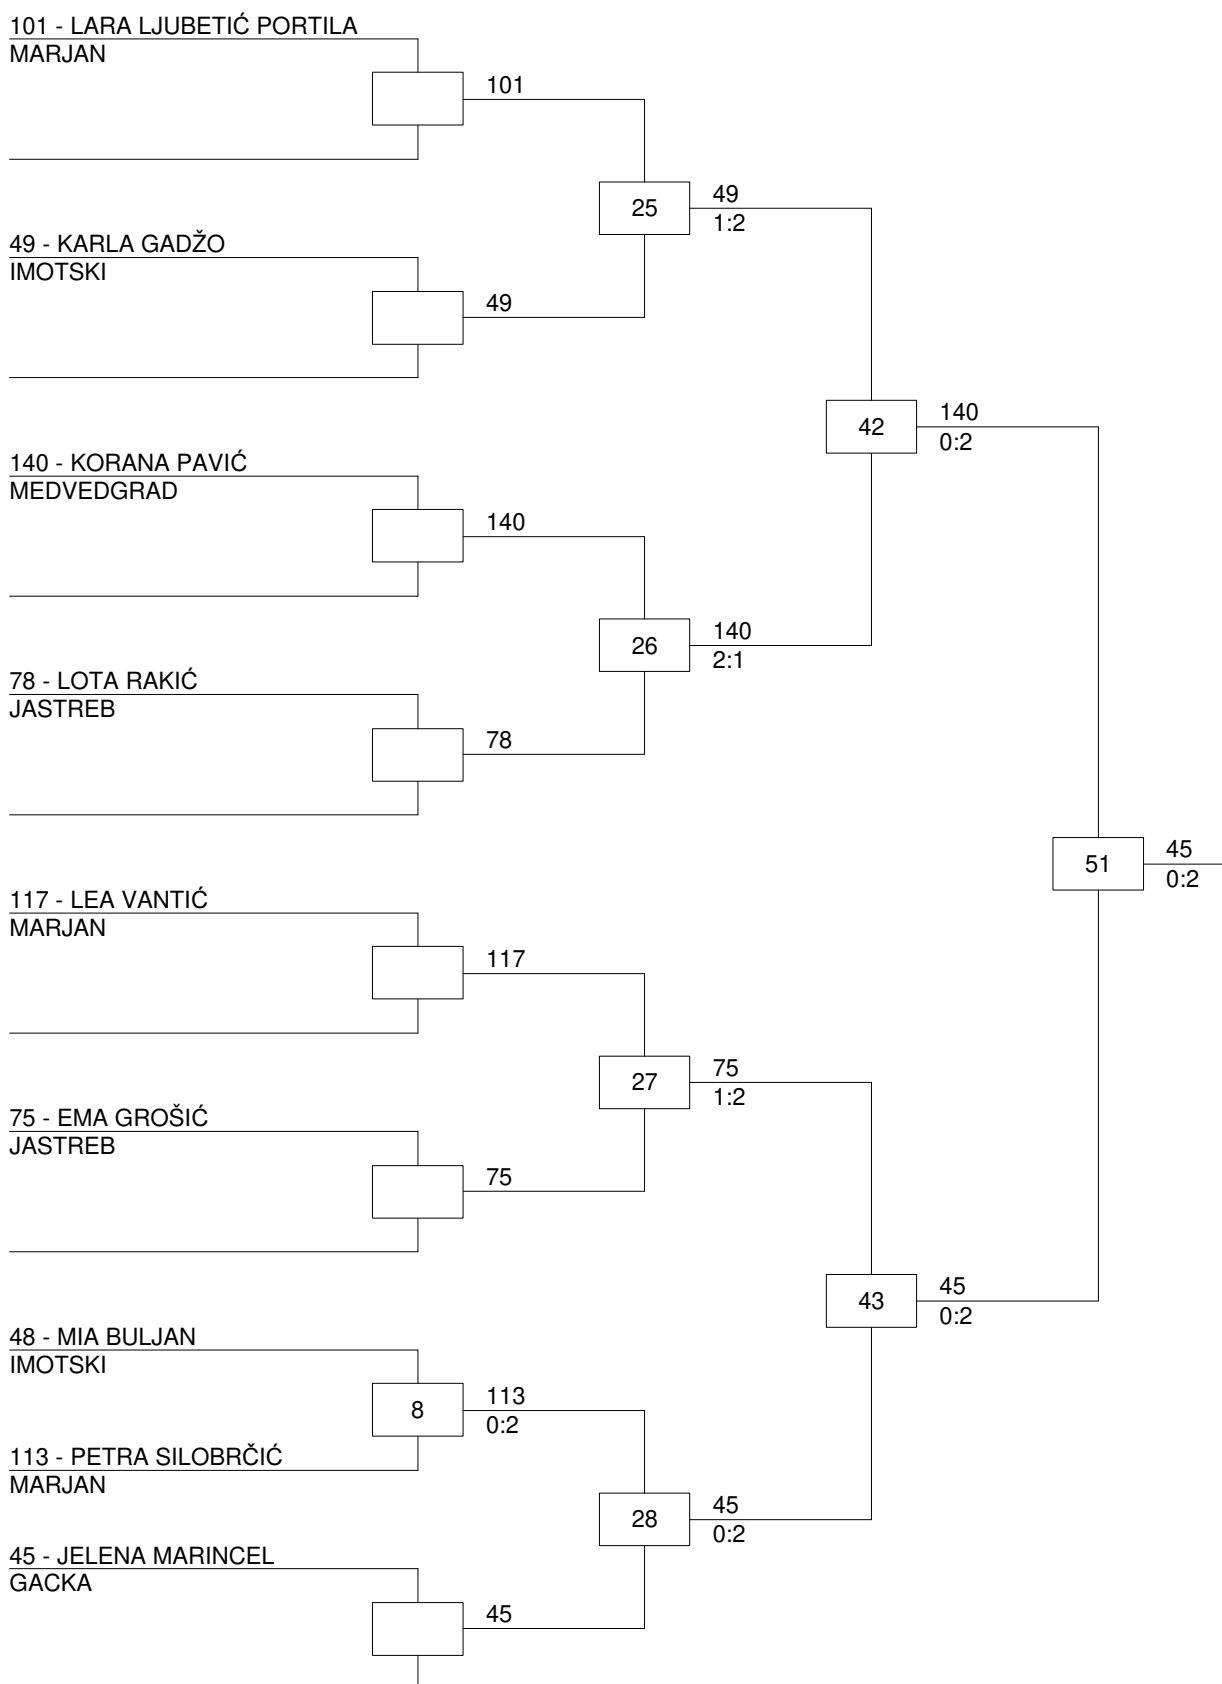 101 - LARA LJUBETIĆ PORTILA
MARJAN
101
25
49
1:2
49 - KARLA GADŽO
IMOTSKI
49
42
140
0:2
140 - KORANA PAVIĆ
MEDVEDGRAD
140
26
140
2:1
78 - LOTA RAKIĆ
JASTREB
78
51
45
0:2
117 - LEA VANTIĆ
MARJAN
117
27
75
1:2
75 - EMA GROŠIĆ
JASTREB
75
43
45
0:2
48 - MIA BULJAN
IMOTSKI
8
113
0:2
113 - PETRA SILOBRČIĆ
MARJAN
28
45
0:2
45 - JELENA MARINCEL
GACKA
45